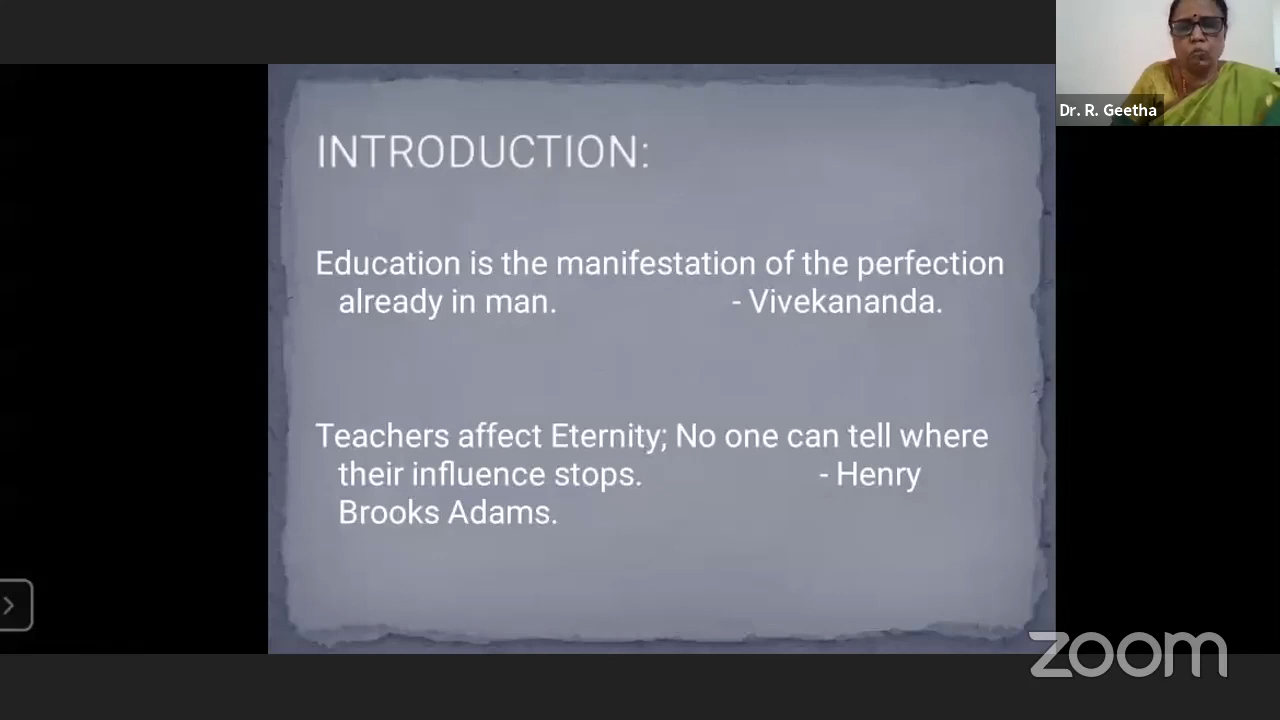 Dr. R. Geetha
INTRODUCTION:
Education is the manifestation of the perfection
already in man. - Vivekananda.
Teachers affect Eternity; No one can tell where
their influence stops. - Henry
Brooks Adams.
zoom